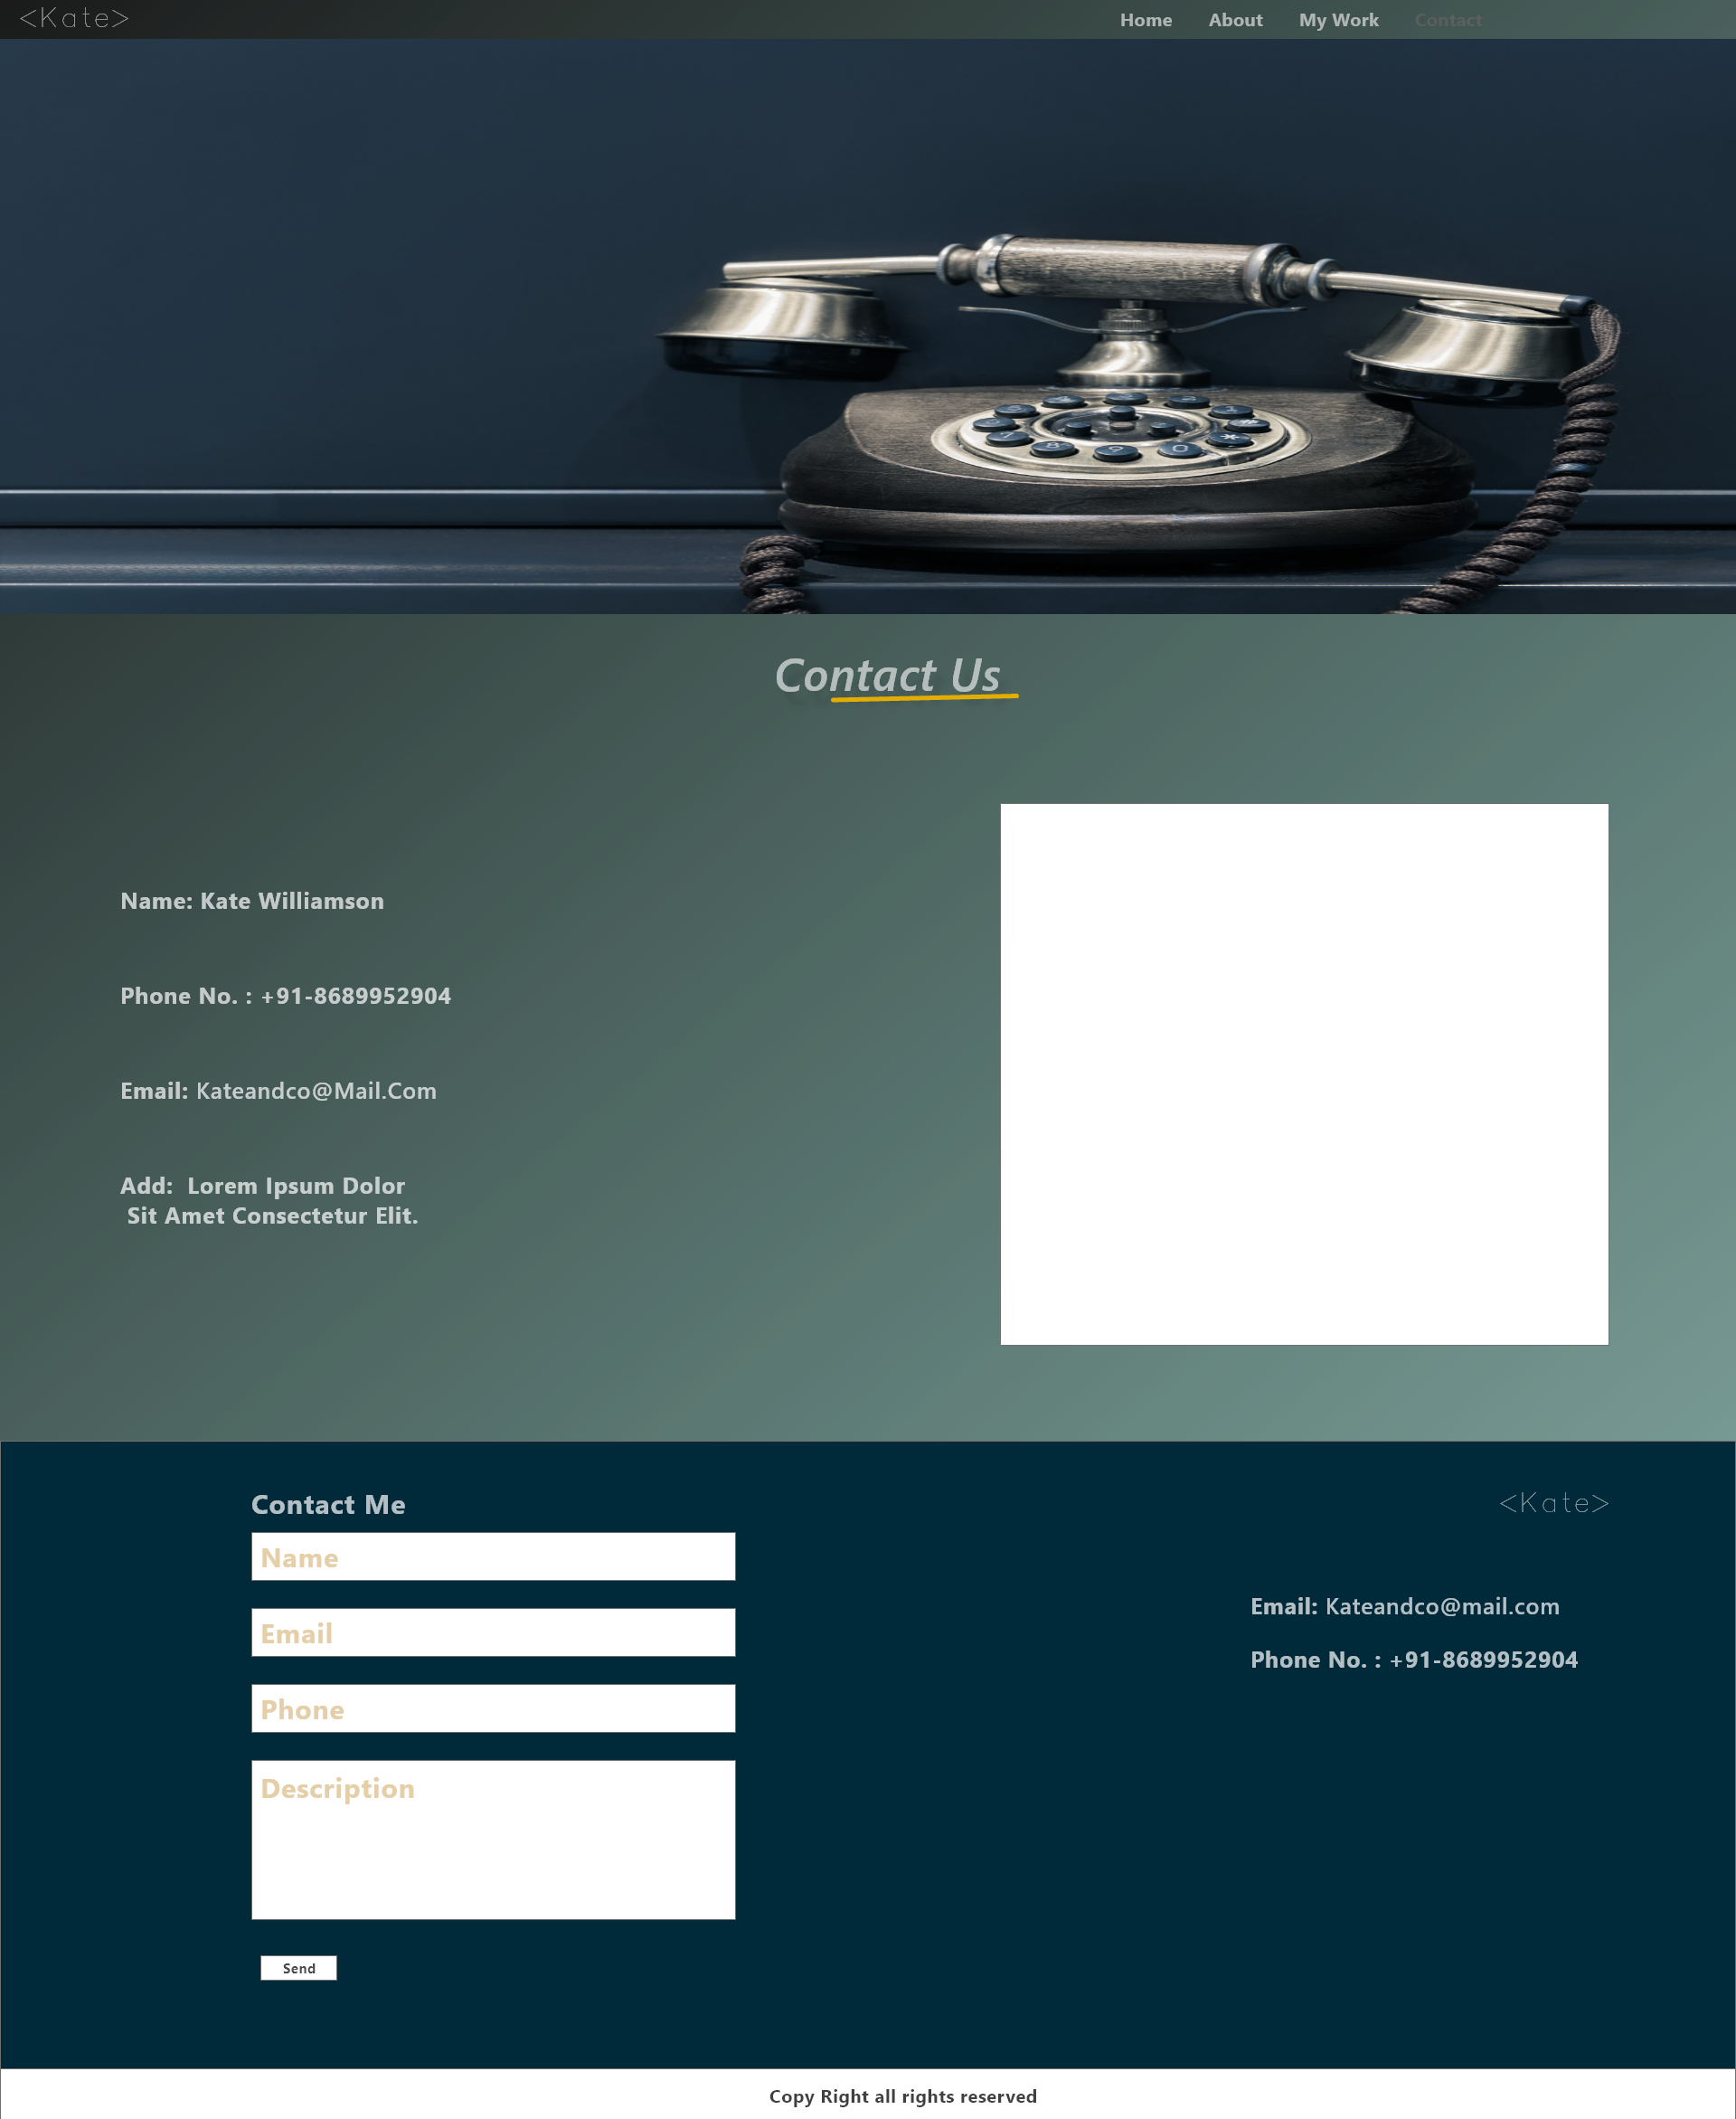 <Kate>
Home About My Work Contact
Contact Us
Name: Kate Williamson
Phone No. : +91-8689952904
Email: Kateandco@Mail.Com
Add: Lorem Ipsum Dolor
Sit Amet Consectetur Elit.
Contact Me
Name
Email
Phone
Description
Send
<Kate>
Email: Kateandco@mail.com
Phone No. : +91-8689952904
Copy Right all rights reserved